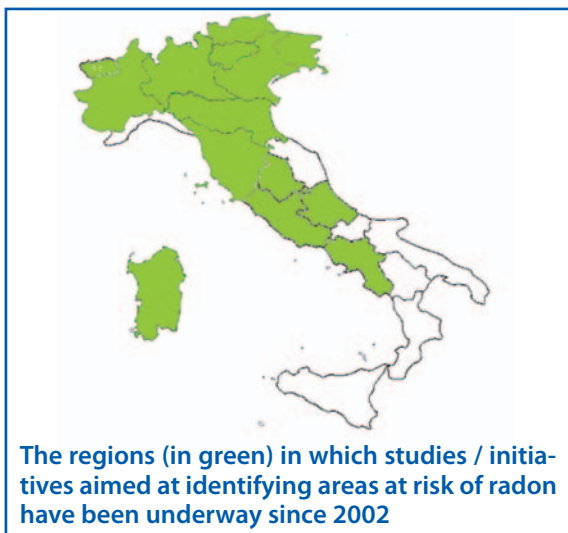 The regions (in green) in which studies / initia-
tives aimed at identifying areas at risk of radon
have been underway since 2002